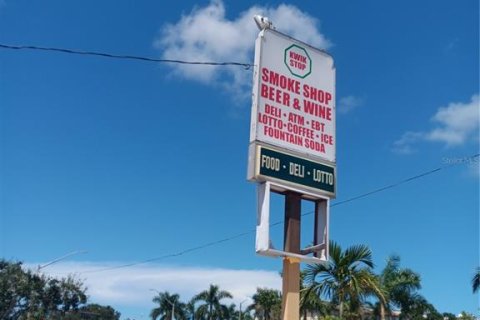 KWIK
STOP
SMOKE SHOP
BEER & WINE
DELI • ATM • EBT
LOTTO • COFFEE • ICE
FOUNTAIN SODA
FOOD • DELI • LOTTO